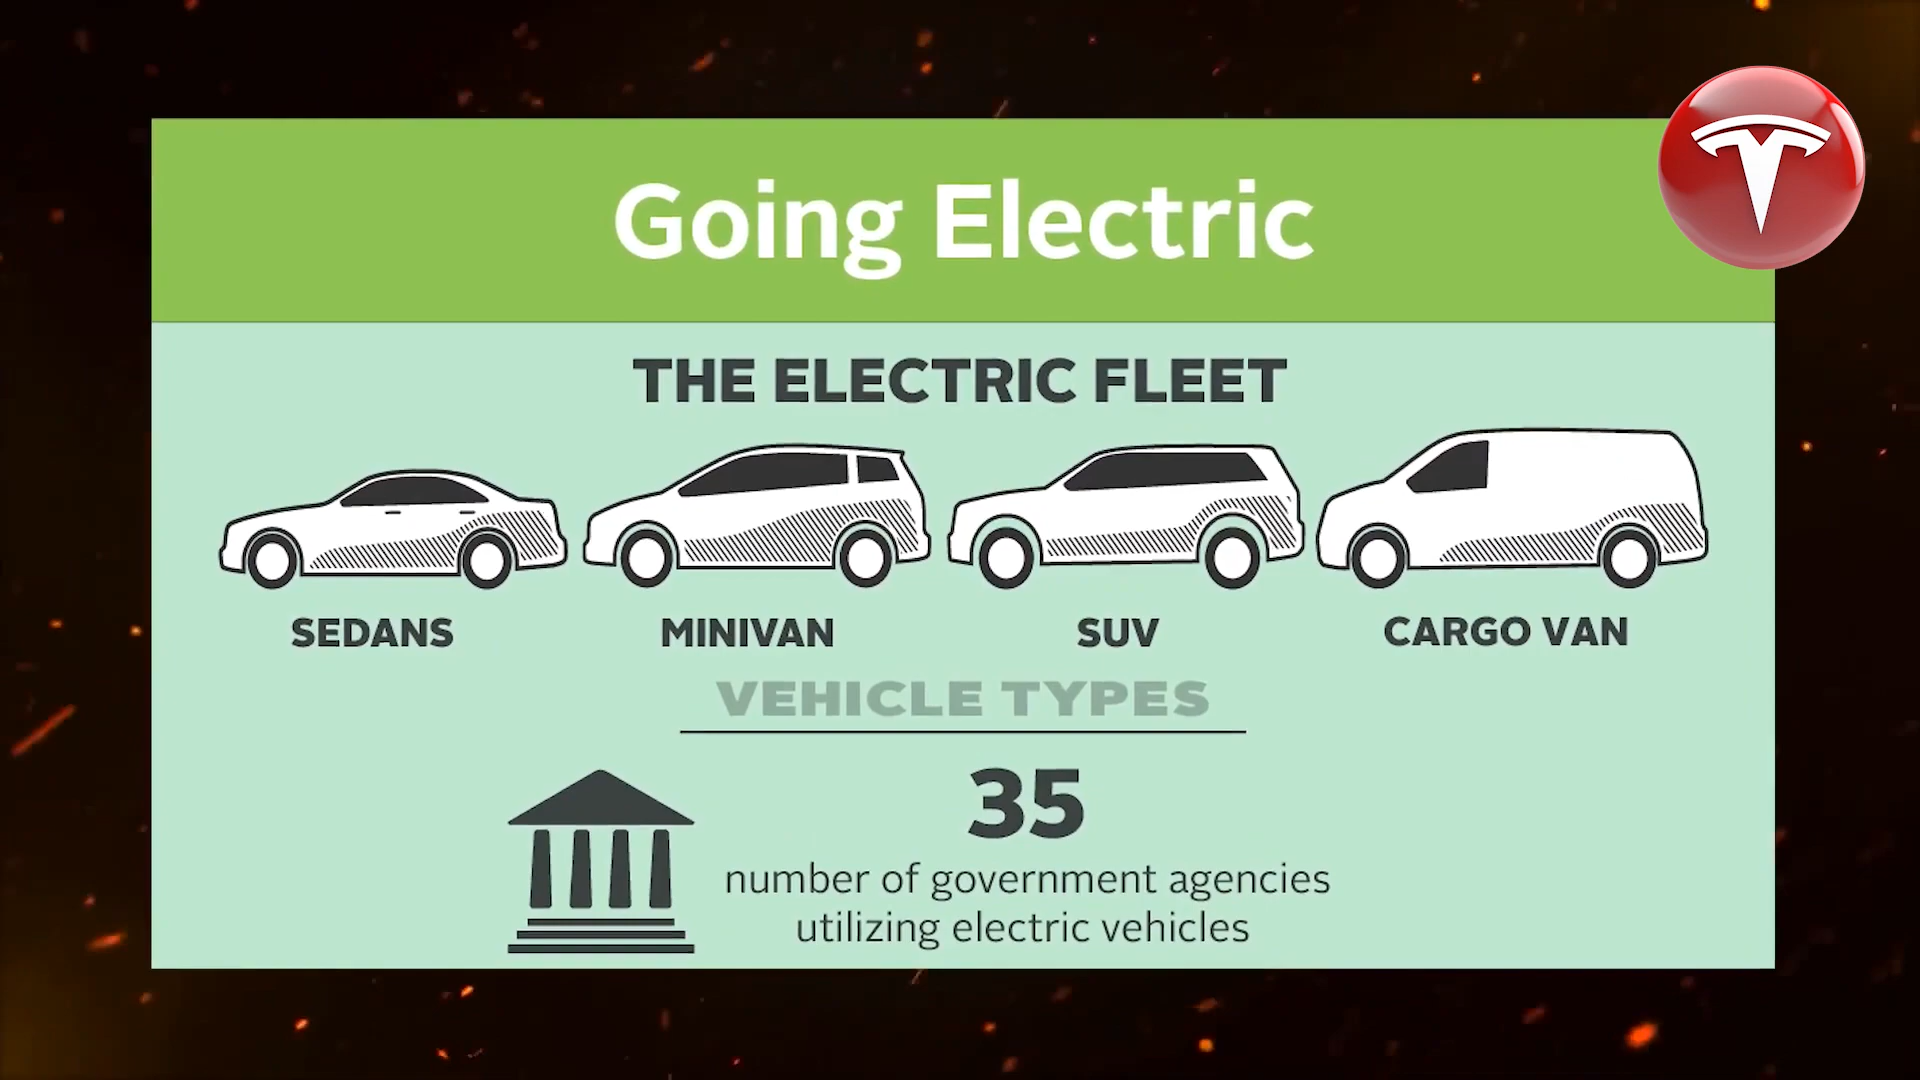 Going Electric
THE ELECTRIC FLEET
SEDANS
MINIVAN
SUV
CARGO VAN
VEHICLE TYPES
35
number of government agencies
utilizing electric vehicles